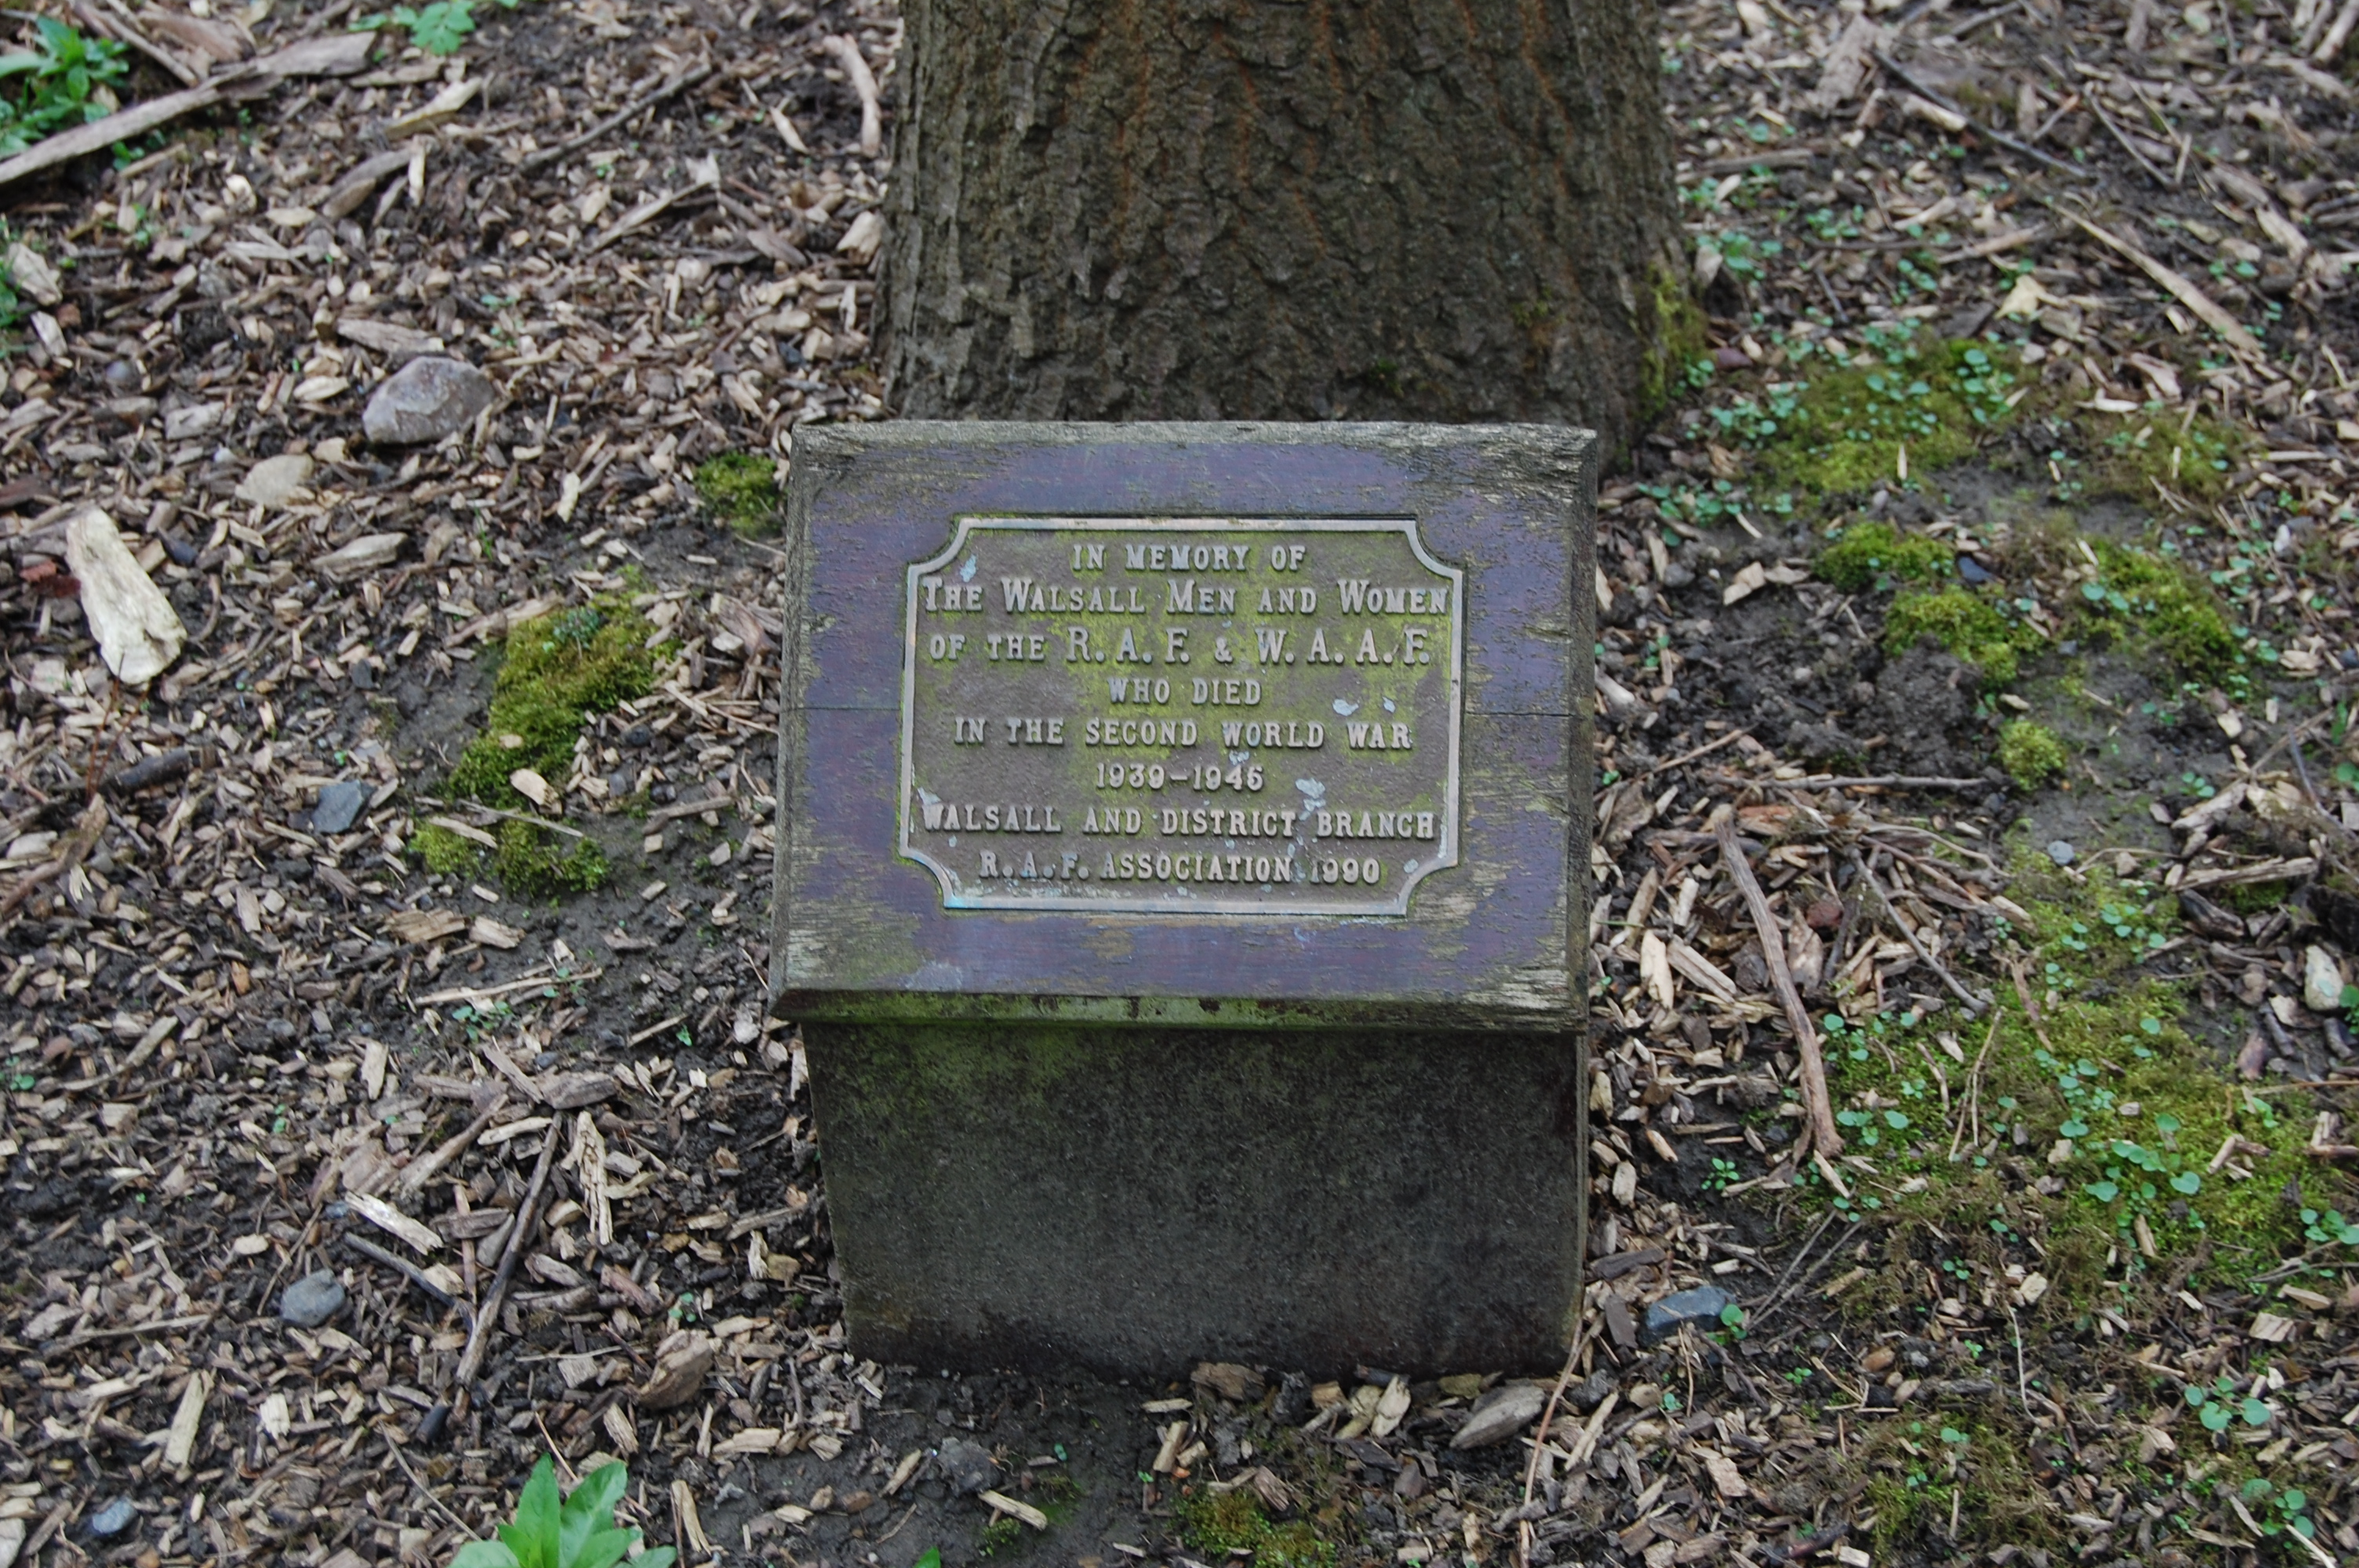 IN MEMORY OF
THE WALSALL MEN AND WOMEN
OF THE R.A.F. & W.A.A.F.
WHO DIED
IN THE SECOND WORLD WAR
1939-1945
WALSALL AND DISTRICT BRANCH
R.A.F. ASSOCIATION 1990